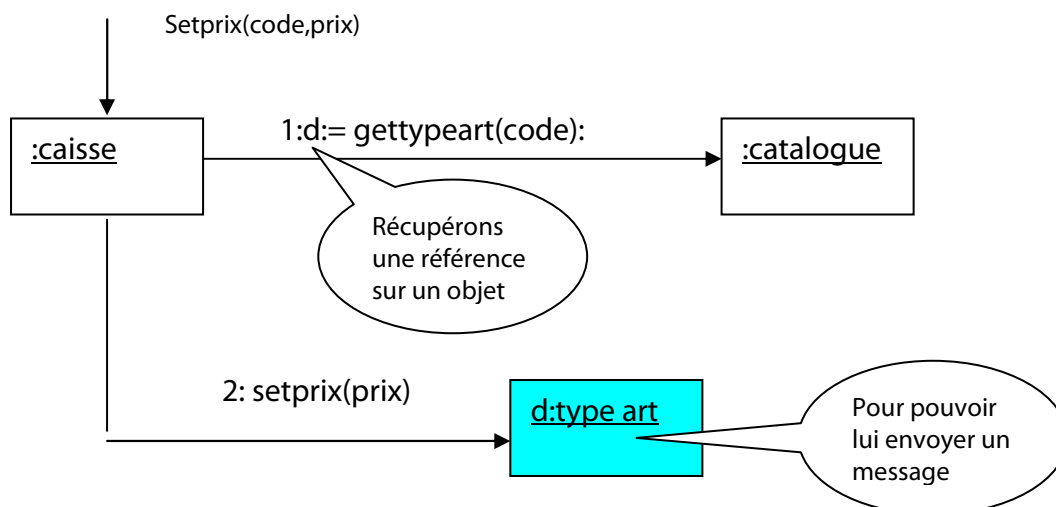 Setprix(code,prix)
:caisse
1:d:= gettypeart(code):
:catalogue
Récupérons
une référence
sur un objet
2: setprix(prix)
d:type art
Pour pouvoir
lui envoyer un
message